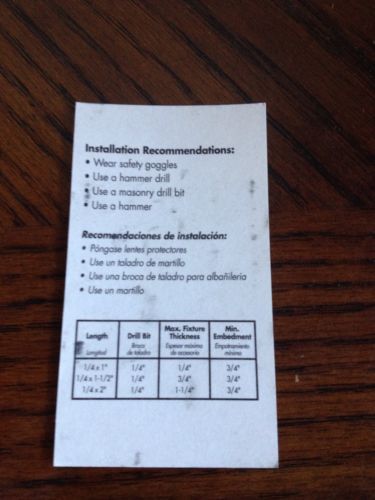 Installation Recommendations:
• Wear safety goggles
• Use a hammer drill
• Use a masonry drill bit
• Use a hammer
Recomendaciones de instalación:
• Póngase lentes protectores
• Use un taladro de martillo
• Use una broca de taladro para albañilería
• Use un martillo
Length Drill Bit Max. Fixture Thickness Min. Embedment
Longitud Broca de taladro Espesor máximo de accesorio Empotramiento mínimo
1/4 x 1" 1/4" 1/4" 3/4"
1/4 x 1-1/2" 1/4" 3/4" 3/4"
1/4 x 2" 1/4" 1-1/4" 3/4"